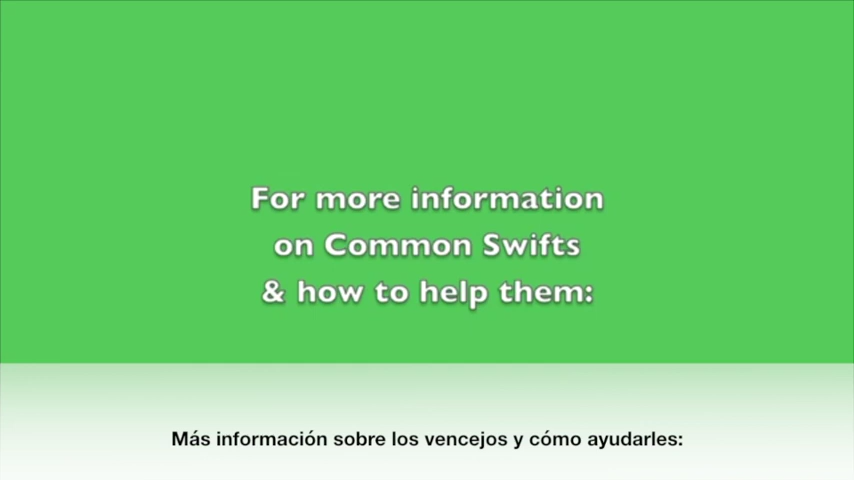 For more information
on Common Swifts
& how to help them:
Más información sobre los vencejos y cómo ayudarles: